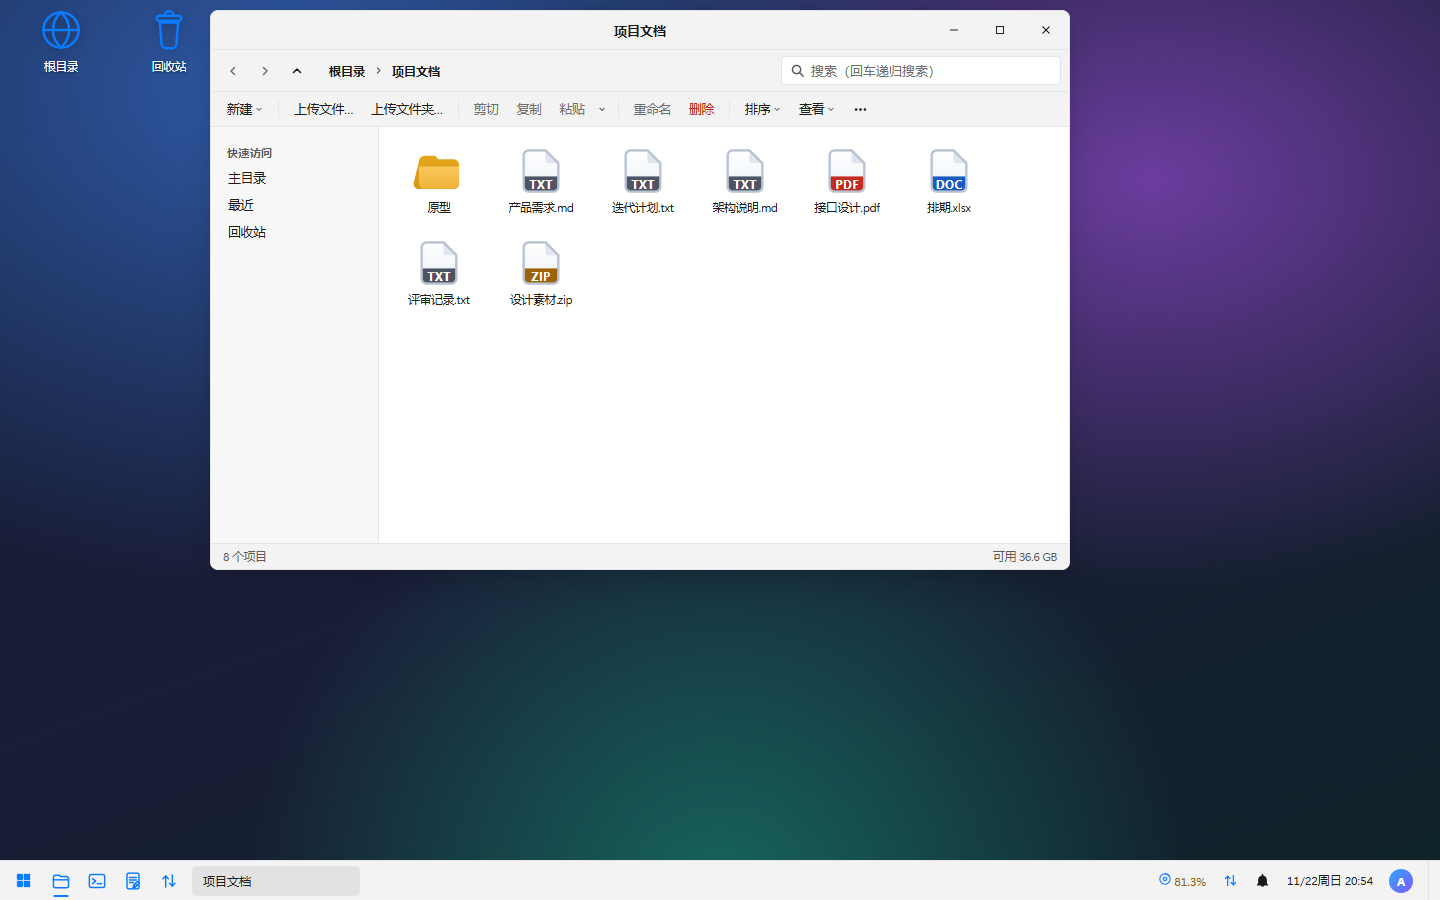 根目录
回收站
项目文档
根目录 › 项目文档
搜索（回车递归搜索）
新建 上传文件... 上传文件夹... 剪切 复制 粘贴 重命名 删除 排序 查看 •••
快速访问
主目录
最近
回收站
TXT TXT TXT PDF DOC
原型 产品需求.md 迭代计划.txt 架构说明.md 接口设计.pdf 排期.xlsx
TXT ZIP
评审记录.txt 设计素材.zip
8 个项目 可用 36.6 GB
项目文档 81.3% 11/22周日 20:54 A